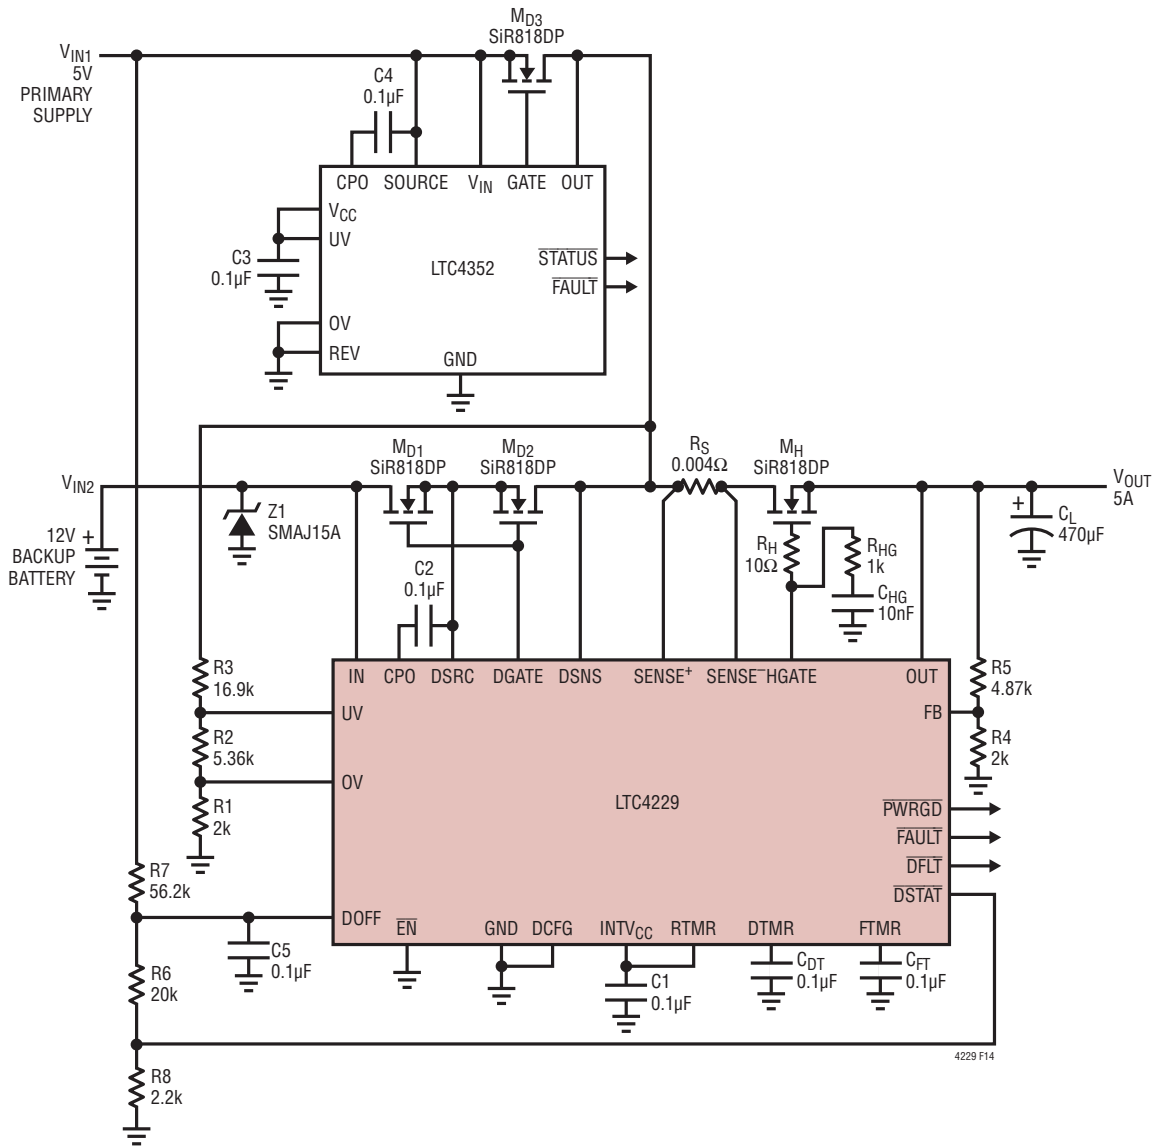 MD3
SiR818DP
VIN1
5V
PRIMARY
SUPPLY
C4
0.1µF
CPO
SOURCE
VIN
GATE
OUT
VCC
UV
C3
0.1µF
LTC4352
STATUS
FAULT
OV
REV
GND
MD1
SiR818DP
MD2
SiR818DP
RS
0.004Ω
MH
SiR818DP
VIN2
VOUT
5A
12V
BACKUP
BATTERY
+
Z1
SMAJ15A
C2
0.1µF
RH
10Ω
RHG
1k
CHG
10nF
+
CL
470µF
IN
CPO
DSRC
DGATE
DSNS
SENSE+
SENSE–
HGATE
OUT
R3
16.9k
UV
R2
5.36k
OV
R1
2k
R5
4.87k
FB
R4
2k
LTC4229
PWRGD
FAULT
DFLT
DSTAT
R7
56.2k
DOFF
C5
0.1µF
EN
GND
DCFG
INTVCC
RTMR
DTMR
FTMR
R6
20k
C1
0.1µF
CDT
0.1µF
CFT
0.1µF
4229 F14
R8
2.2k